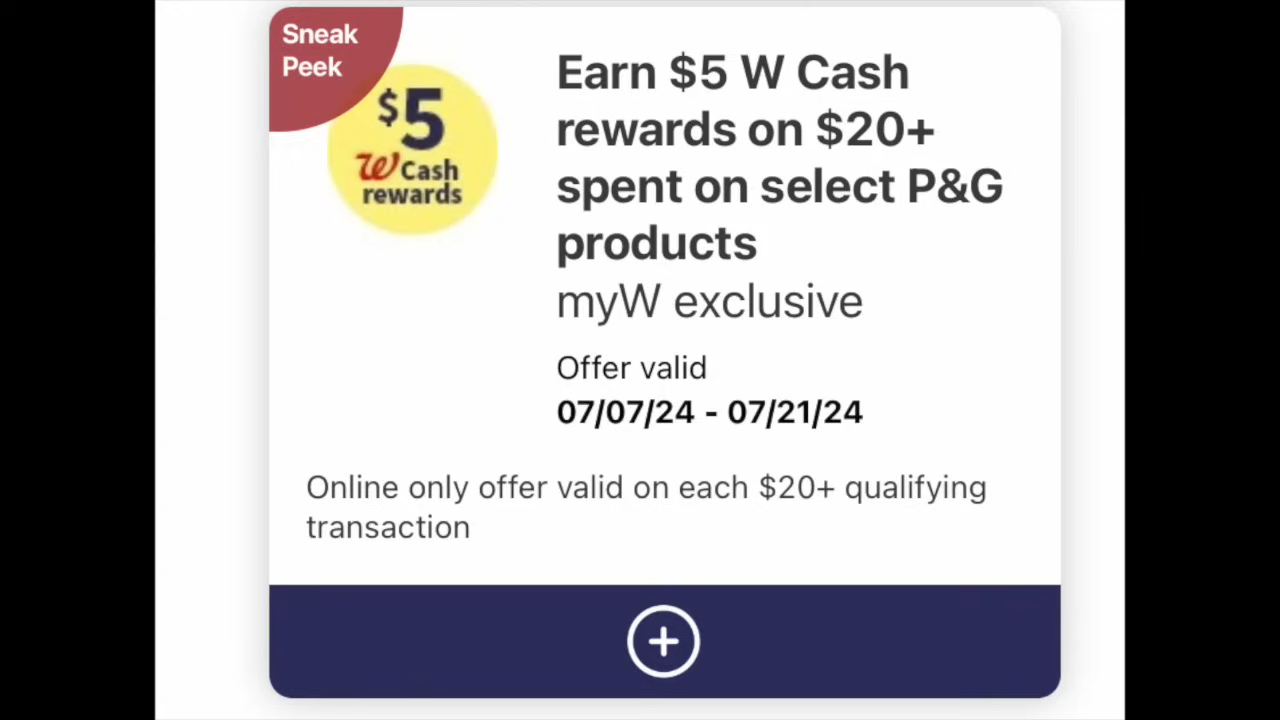 Sneak
Peek
$5
W Cash
rewards
Earn $5 W Cash
rewards on $20+
spent on select P&G
products
myW exclusive
Offer valid
07/07/24 - 07/21/24
Online only offer valid on each $20+ qualifying
transaction